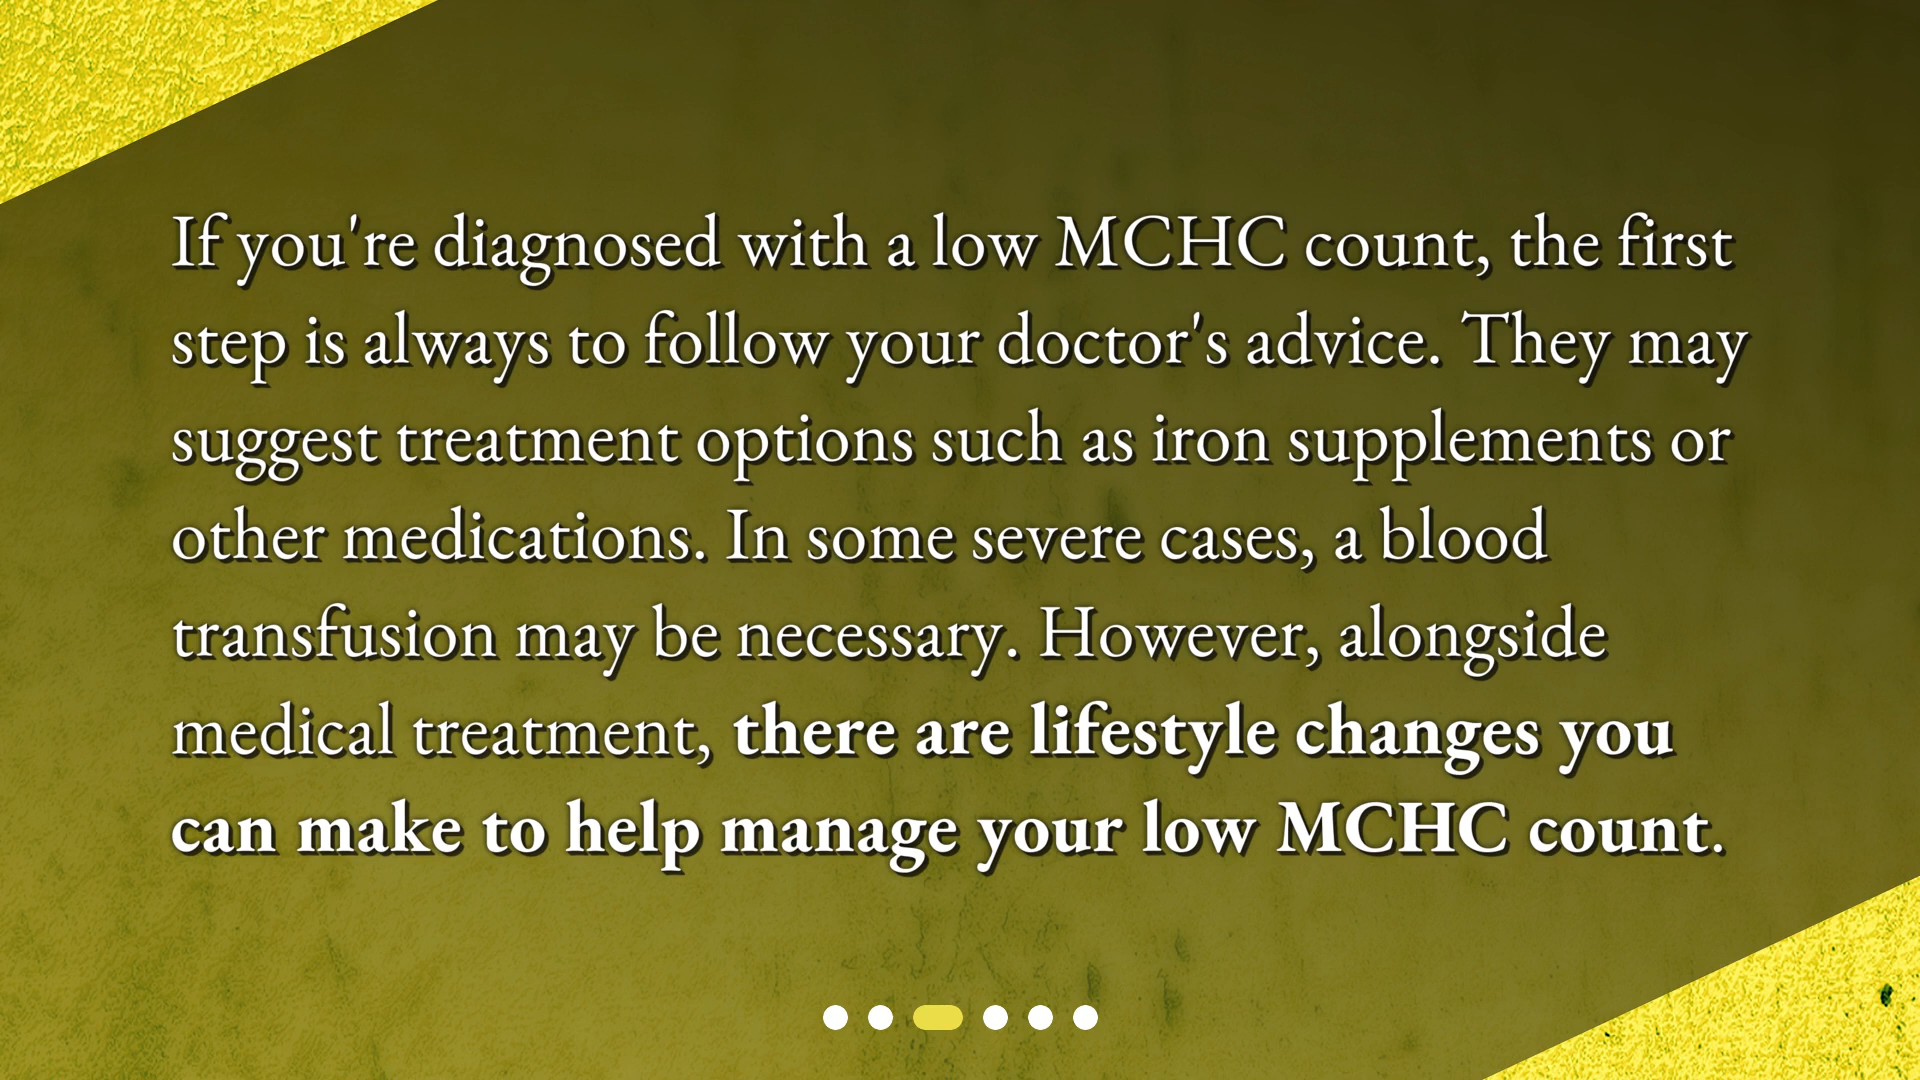 If you're diagnosed with a low MCHC count, the first
step is always to follow your doctor's advice. They may
suggest treatment options such as iron supplements or
other medications. In some severe cases, a blood
transfusion may be necessary. However, alongside
medical treatment, there are lifestyle changes you
can make to help manage your low MCHC count.